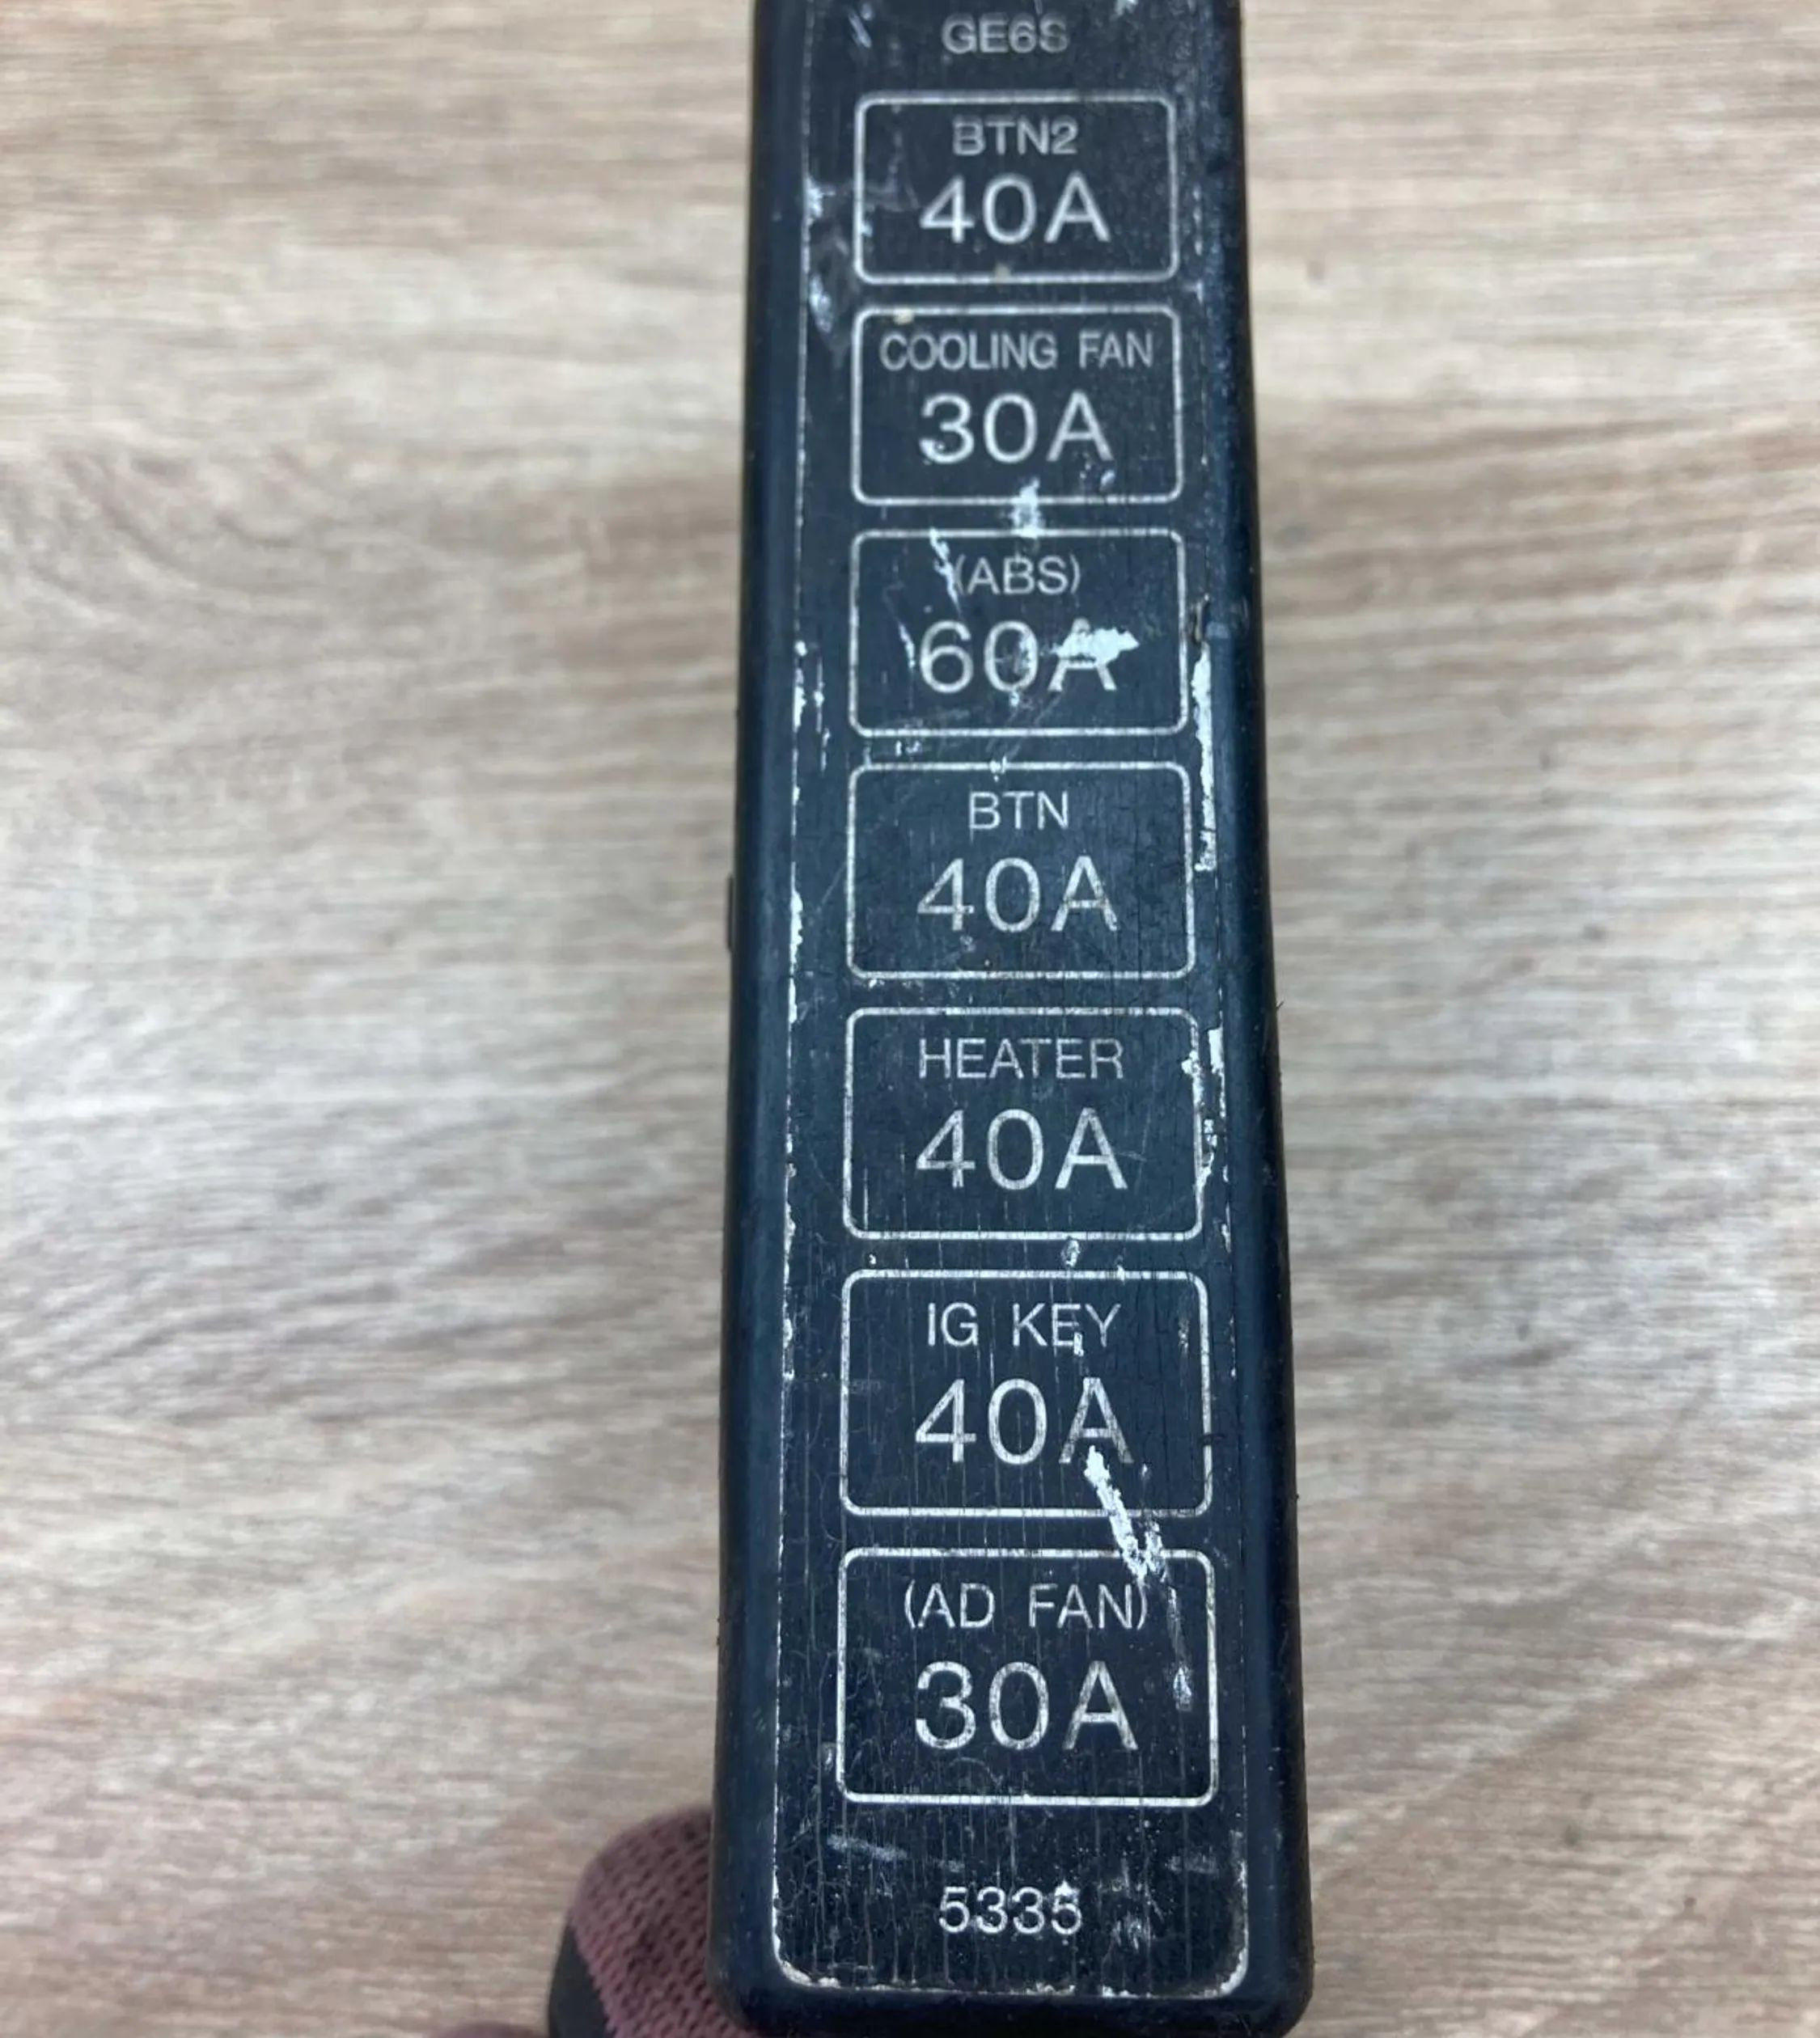 GE6S
BTN2
40A
COOLING FAN
30A
(ABS)
60A
BTN
40A
HEATER
40A
IG KEY
40A
(AD FAN)
30A
5335